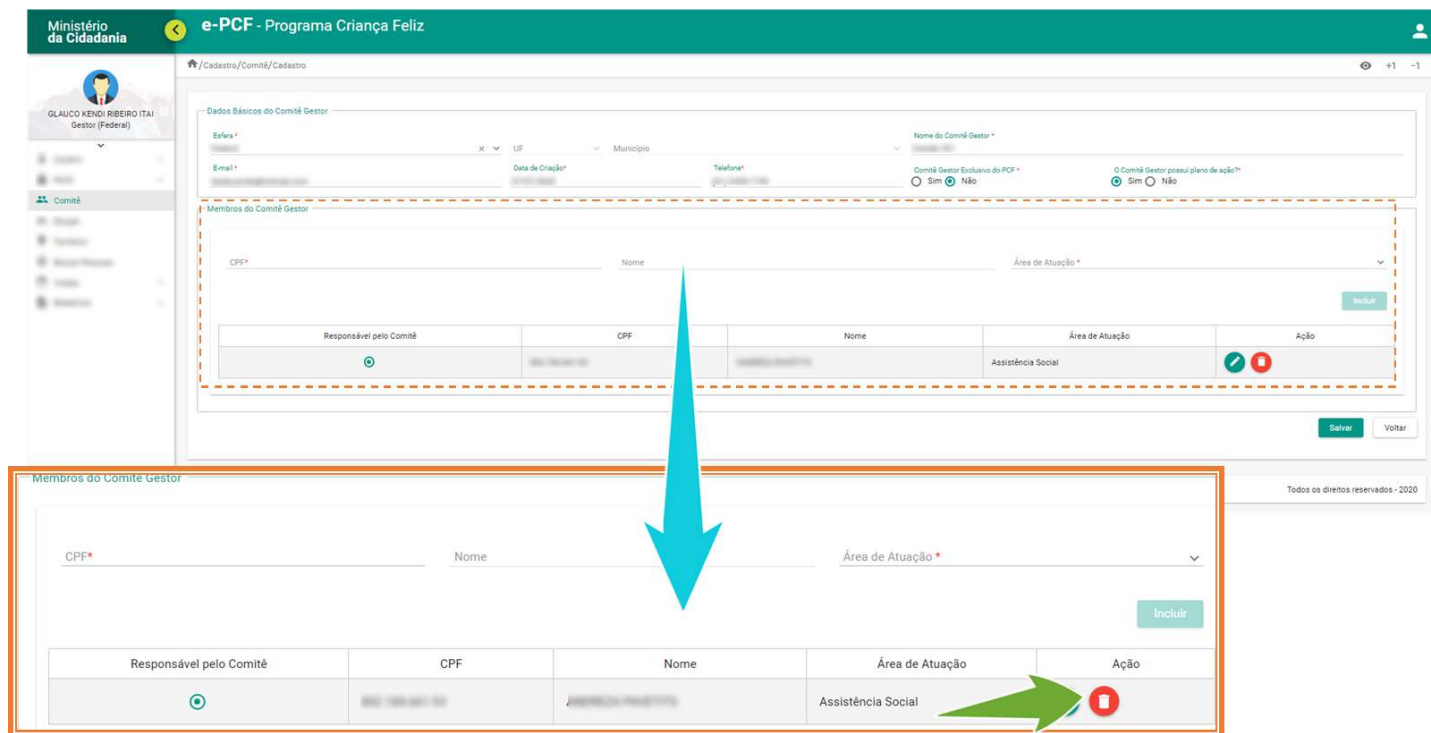 Ministério
da Cidadania
e-PCF - Programa Criança Feliz
/Cadastro/Comitê/Cadastro
+1 -1
GLAUCO KENDI RIBEIRO ITAI
Gestor (Federal)
Comitê
Dados Básicos do Comitê Gestor
Esfera *
UF
Município
Nome do Comitê Gestor *
E-mail *
Data de Criação*
Telefone*
Comitê Gestor Exclusivo do PCF *
Sim Não
O Comitê Gestor possui plano de ação?*
Sim Não
Membros do Comitê Gestor
CPF* Nome Área de Atuação *
Incluir
Responsável pelo Comitê CPF Nome Área de Atuação Ação
Assistência Social
Salvar Voltar
Todos os direitos reservados - 2020
Membros do Comitê Gestor
CPF* Nome Área de Atuação *
Incluir
Responsável pelo Comitê CPF Nome Área de Atuação Ação
Assistência Social